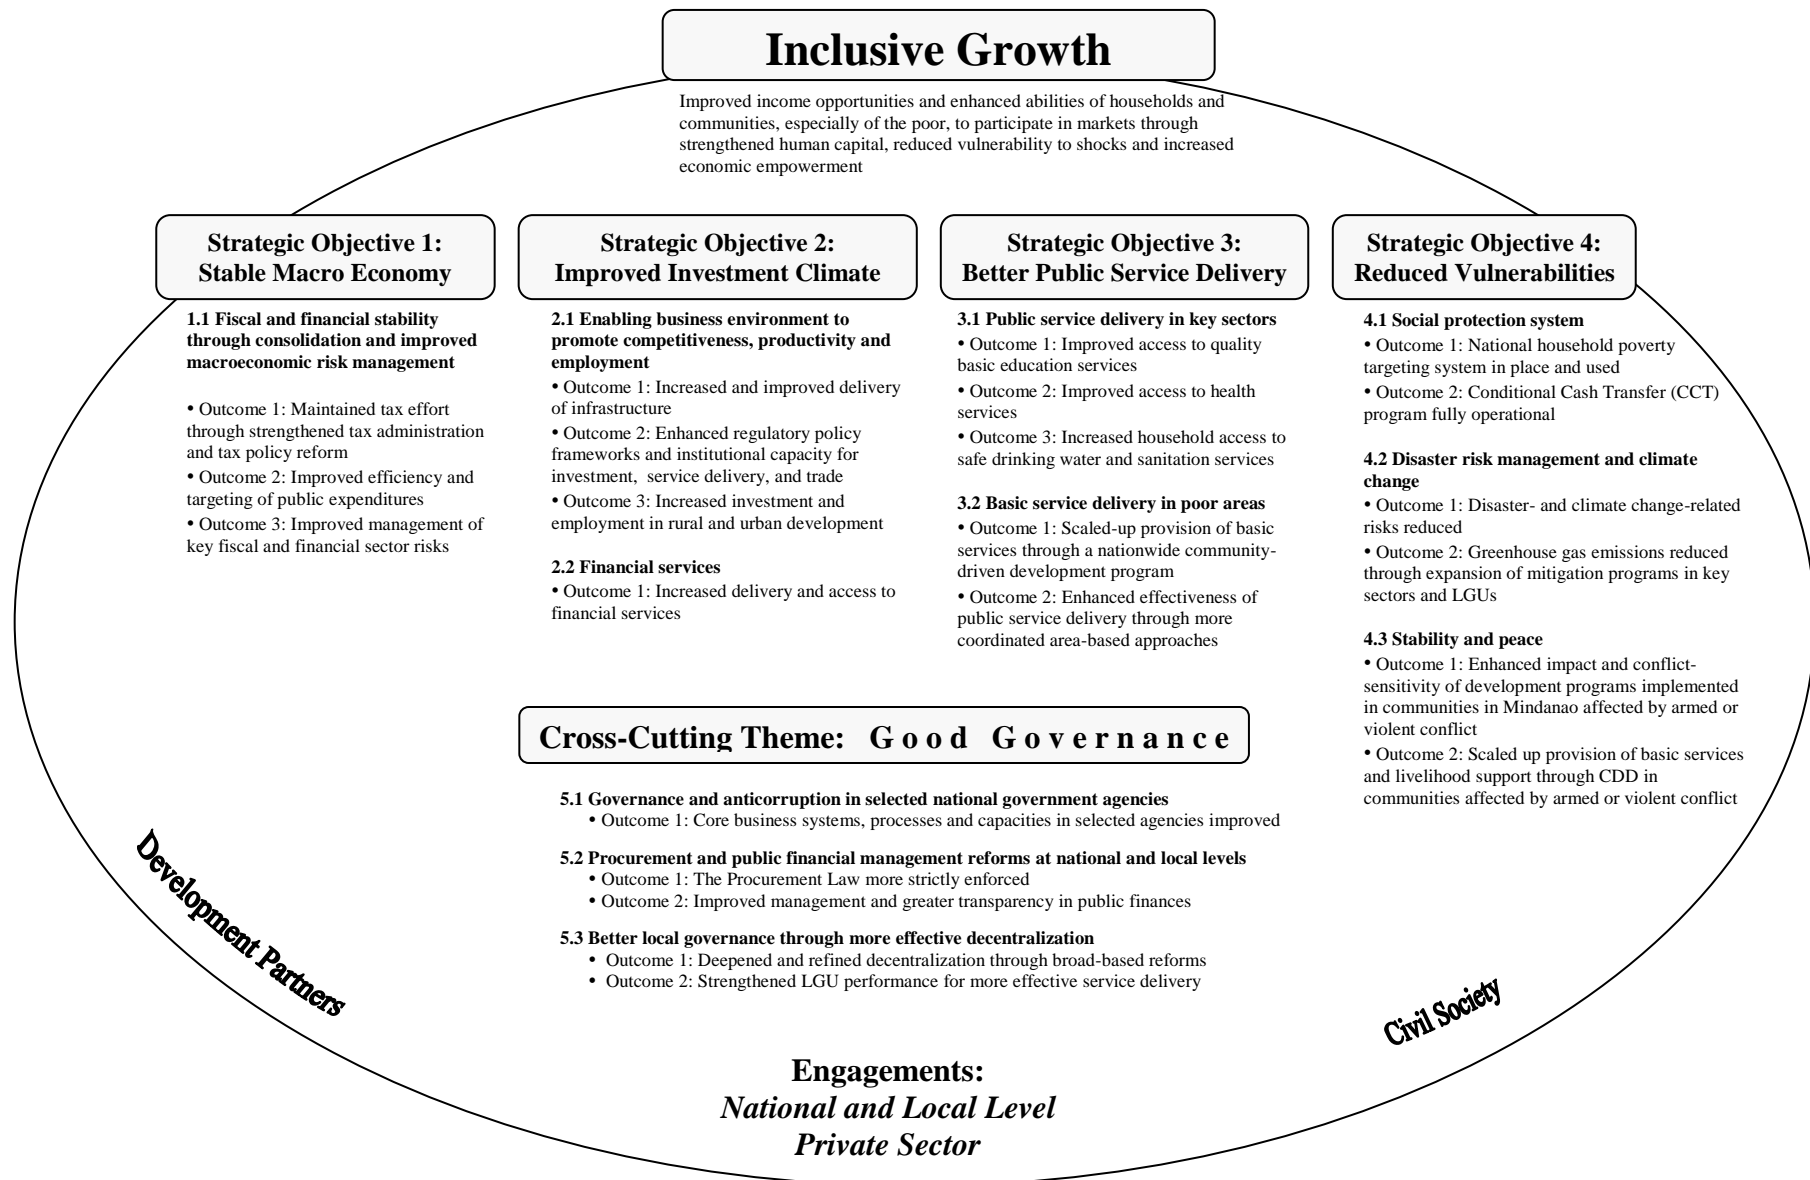 Inclusive Growth
Improved income opportunities and enhanced abilities of households and
communities, especially of the poor, to participate in markets through
strengthened human capital, reduced vulnerability to shocks and increased
economic empowerment
Strategic Objective 1:
Stable Macro Economy
1.1 Fiscal and financial stability
through consolidation and improved
macroeconomic risk management
• Outcome 1: Maintained tax effort
through strengthened tax administration
and tax policy reform
• Outcome 2: Improved efficiency and
targeting of public expenditures
• Outcome 3: Improved management of
key fiscal and financial sector risks
Strategic Objective 2:
Improved Investment Climate
2.1 Enabling business environment to
promote competitiveness, productivity and
employment
• Outcome 1: Increased and improved delivery
of infrastructure
• Outcome 2: Enhanced regulatory policy
frameworks and institutional capacity for
investment, service delivery, and trade
• Outcome 3: Increased investment and
employment in rural and urban development
2.2 Financial services
• Outcome 1: Increased delivery and access to
financial services
Strategic Objective 3:
Better Public Service Delivery
3.1 Public service delivery in key sectors
• Outcome 1: Improved access to quality
basic education services
• Outcome 2: Improved access to health
services
• Outcome 3: Increased household access to
safe drinking water and sanitation services
3.2 Basic service delivery in poor areas
• Outcome 1: Scaled-up provision of basic
services through a nationwide community-
driven development program
• Outcome 2: Enhanced effectiveness of
public service delivery through more
coordinated area-based approaches
Strategic Objective 4:
Reduced Vulnerabilities
4.1 Social protection system
• Outcome 1: National household poverty
targeting system in place and used
• Outcome 2: Conditional Cash Transfer (CCT)
program fully operational
4.2 Disaster risk management and climate
change
• Outcome 1: Disaster- and climate change-related
risks reduced
• Outcome 2: Greenhouse gas emissions reduced
through expansion of mitigation programs in key
sectors and LGUs
4.3 Stability and peace
• Outcome 1: Enhanced impact and conflict-
sensitivity of development programs implemented
in communities in Mindanao affected by armed or
violent conflict
• Outcome 2: Scaled up provision of basic services
and livelihood support through CDD in
communities affected by armed or violent conflict
Cross-Cutting Theme: Good Governance
5.1 Governance and anticorruption in selected national government agencies
• Outcome 1: Core business systems, processes and capacities in selected agencies improved
5.2 Procurement and public financial management reforms at national and local levels
• Outcome 1: The Procurement Law more strictly enforced
• Outcome 2: Improved management and greater transparency in public finances
5.3 Better local governance through more effective decentralization
• Outcome 1: Deepened and refined decentralization through broad-based reforms
• Outcome 2: Strengthened LGU performance for more effective service delivery
Development Partners
Civil Society
Engagements:
National and Local Level
Private Sector